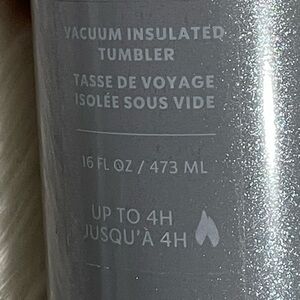 VACUUM INSULATED
TUMBLER
TASSE DE VOYAGE
ISOLÉE SOUS VIDE
16 FL OZ / 473 ML
UP TO 4H
JUSQU'À 4H